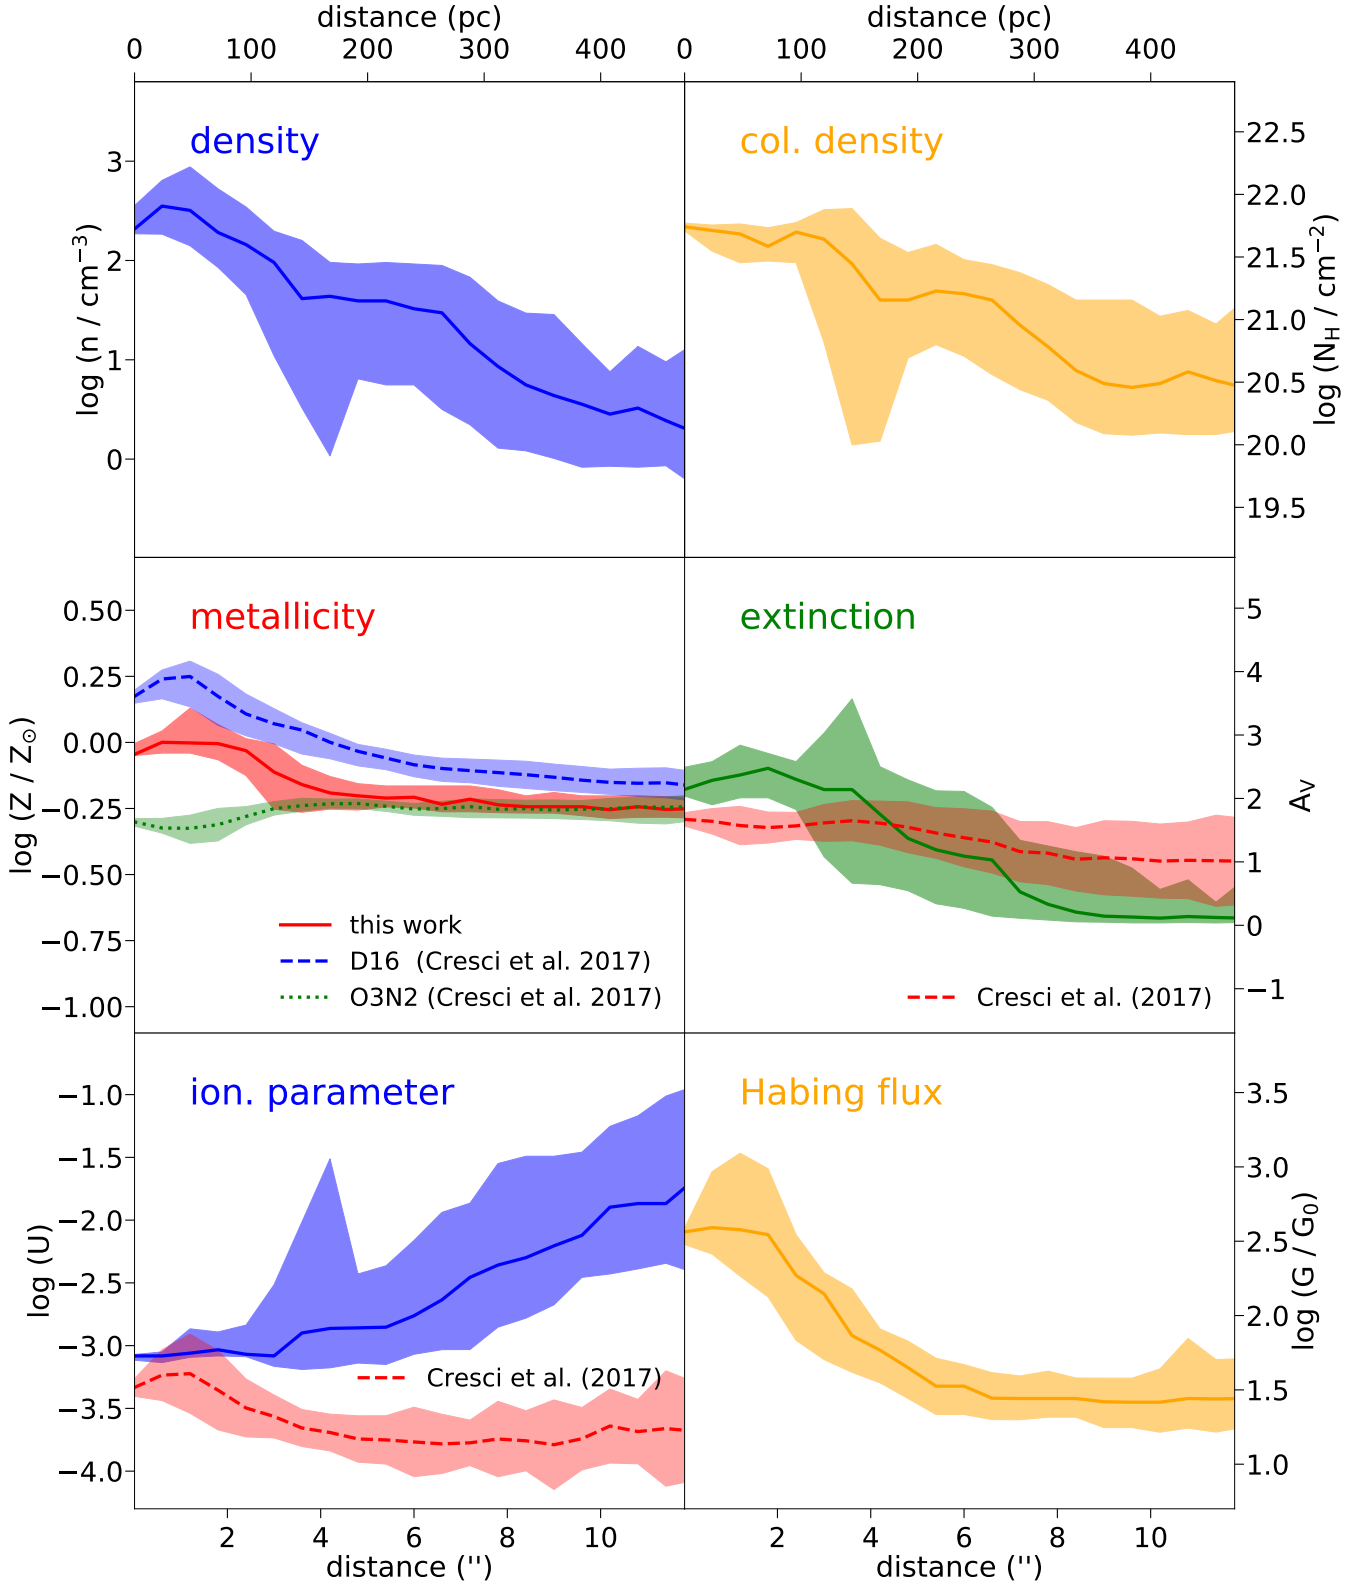 distance (pc)
distance (pc)
0 100 200 300 400
0 100 200 300 400
density
3
2
1
0
log (n / cm⁻³)
col. density
22.5
22.0
21.5
21.0
20.5
20.0
19.5
log (N_H / cm⁻²)
metallicity
0.50
0.25
0.00
−0.25
−0.50
−0.75
−1.00
log (Z / Z☉)
this work
D16 (Cresci et al. 2017)
O3N2 (Cresci et al. 2017)
extinction
5
4
3
2
1
0
−1
Av
Cresci et al. (2017)
ion. parameter
−1.0
−1.5
−2.0
−2.5
−3.0
−3.5
−4.0
log (U)
Cresci et al. (2017)
Habing flux
3.5
3.0
2.5
2.0
1.5
1.0
log (G / G₀)
2 4 6 8 10
2 4 6 8 10
distance ('')
distance ('')